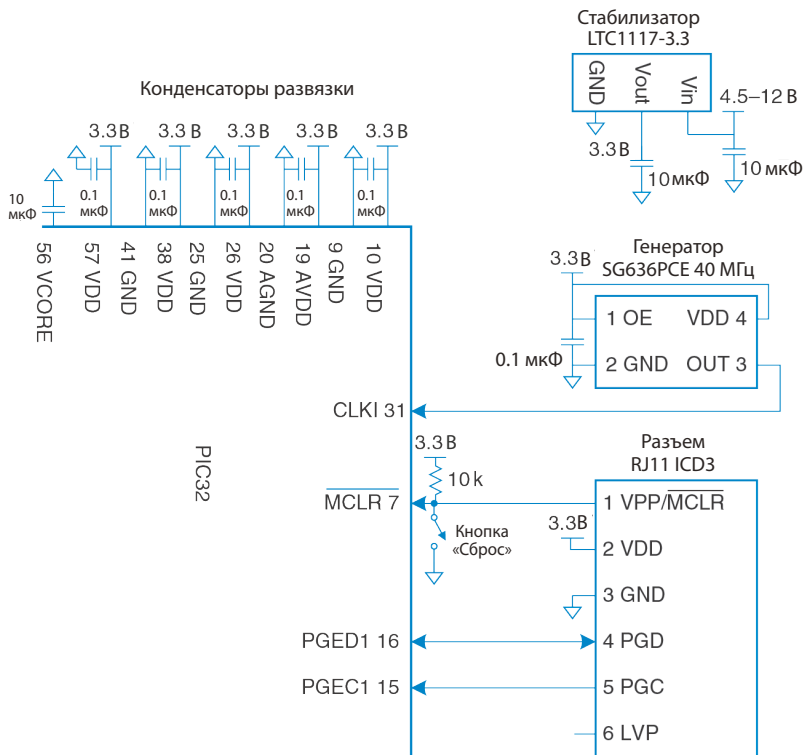 Стабилизатор
LTC1117-3.3
GND
Vout
Vin
4.5–12 В
3.3 В
10 мкФ
10 мкФ
Конденсаторы развязки
3.3 В
3.3 В
3.3 В
3.3 В
3.3 В
10
мкФ
0.1
мкФ
0.1
мкФ
0.1
мкФ
0.1
мкФ
0.1
мкФ
56 VCORE
57 VDD
41 GND
38 VDD
25 GND
26 VDD
20 AGND
19 AVDD
9 GND
10 VDD
Генератор
SG636PCE 40 МГц
3.3 В
1 OE
VDD 4
0.1 мкФ
2 GND
OUT 3
CLKI 31
PIC32
3.3 В
10 k
MCLR 7
Кнопка
«Сброс»
Разъем
RJ11 ICD3
1 VPP/MCLR
3.3 В
2 VDD
3 GND
PGED1 16
4 PGD
PGEC1 15
5 PGC
6 LVP